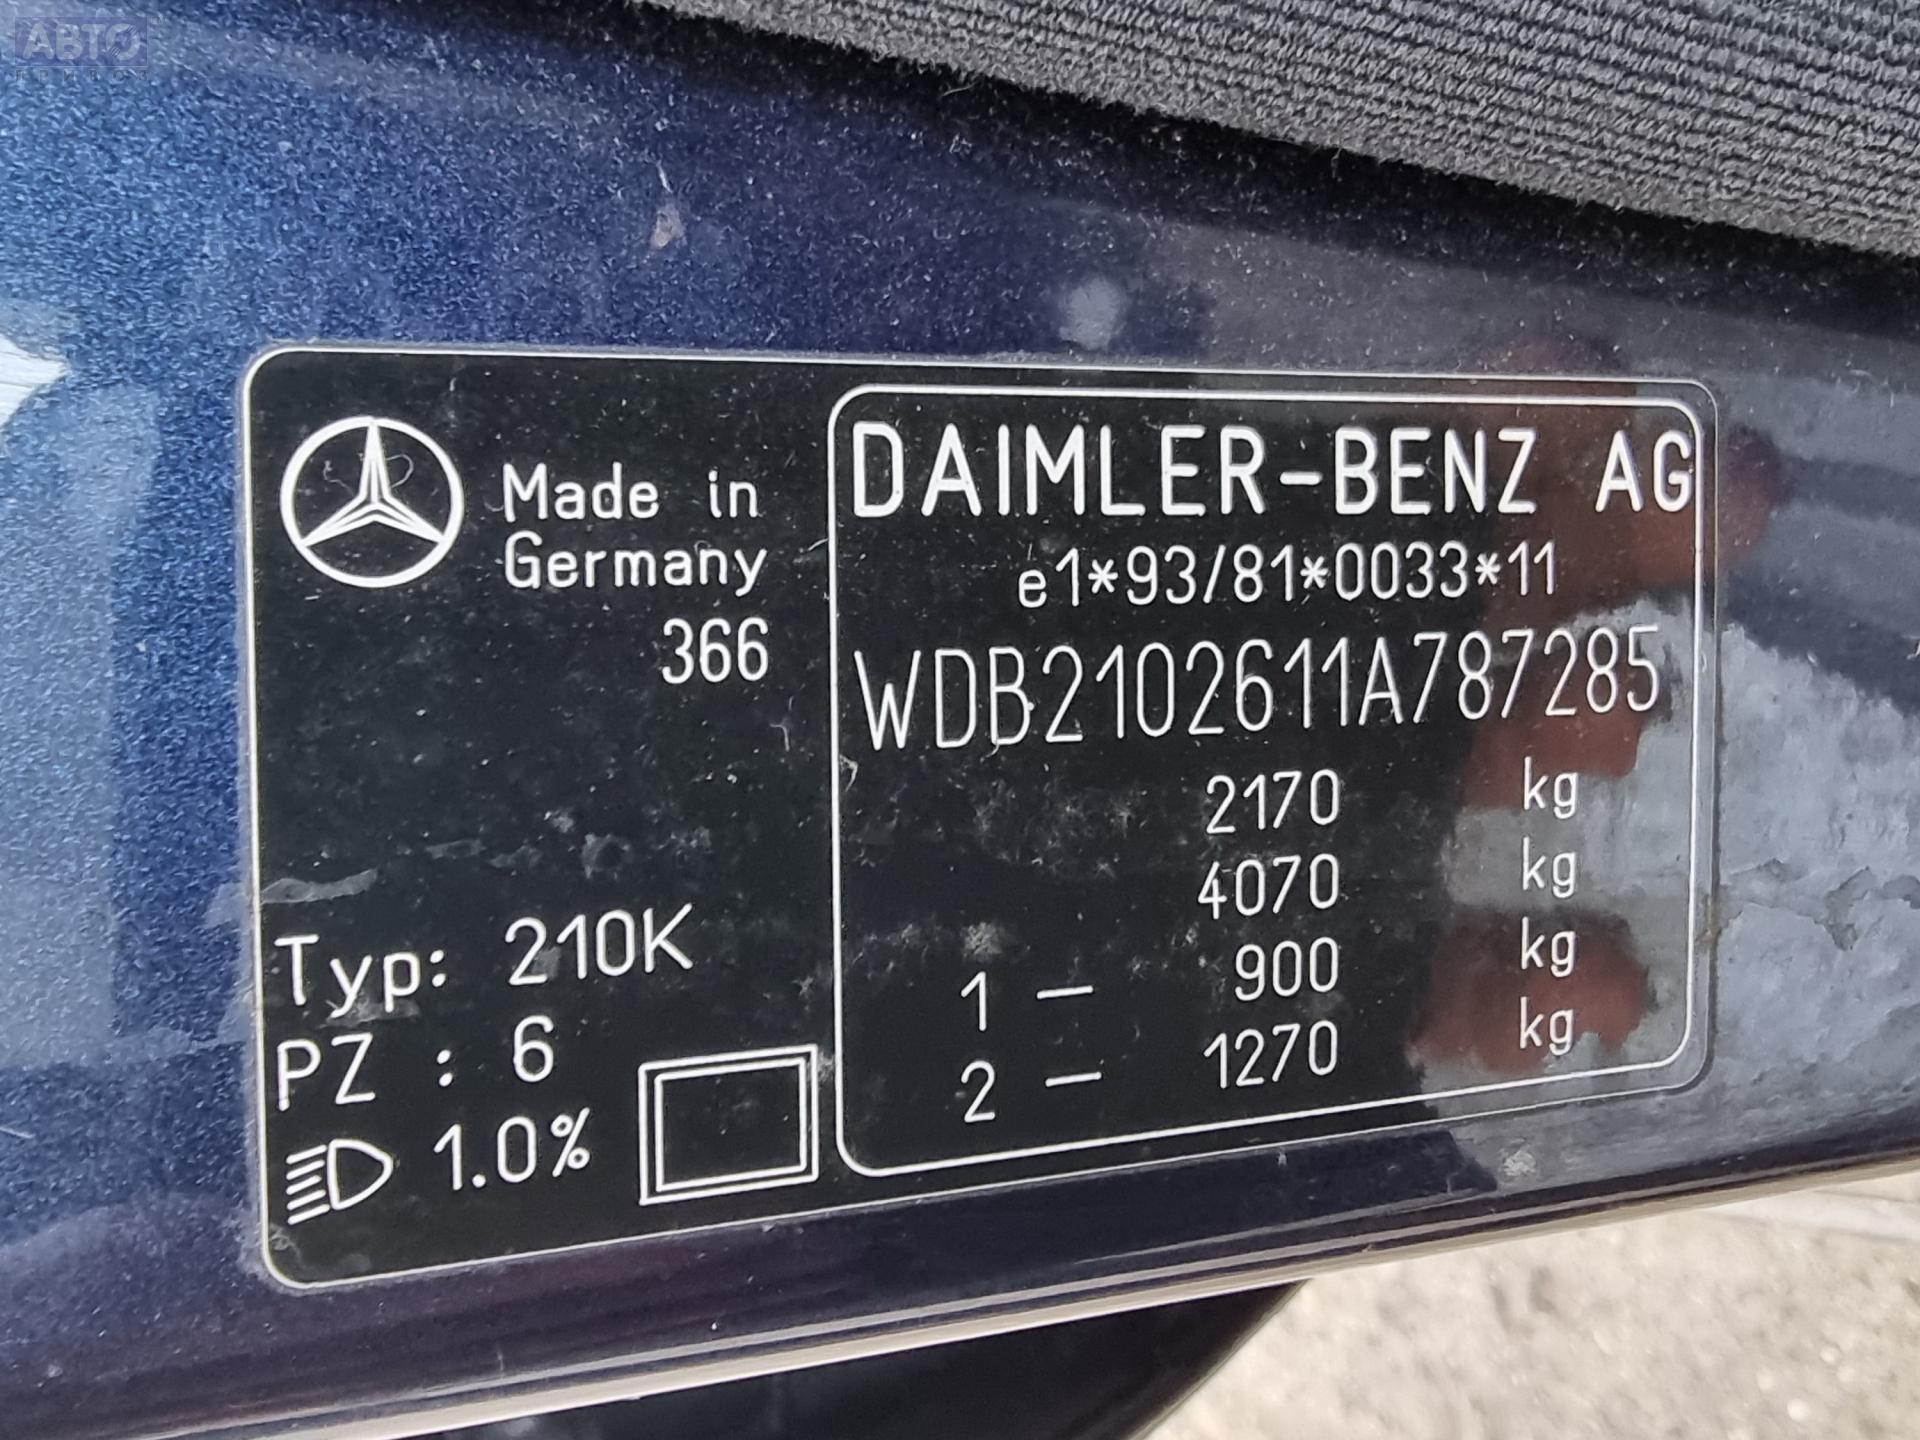 АВТО
ПРИВОЗ
Made in
Germany
366
Typ: 210K
PZ : 6
1.0%
DAIMLER-BENZ AG
e1*93/81*0033*11
WDB2102611A787285
2170 kg
4070 kg
1 – 900 kg
2 – 1270 kg